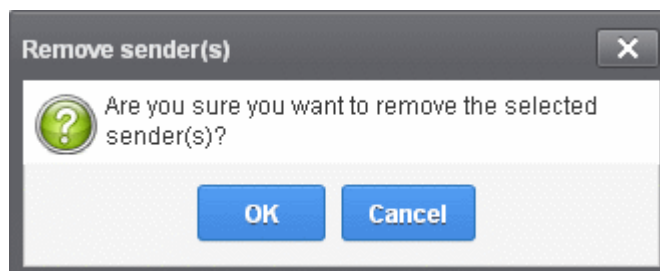 Remove sender(s)
Are you sure you want to remove the selected
sender(s)?
OK Cancel